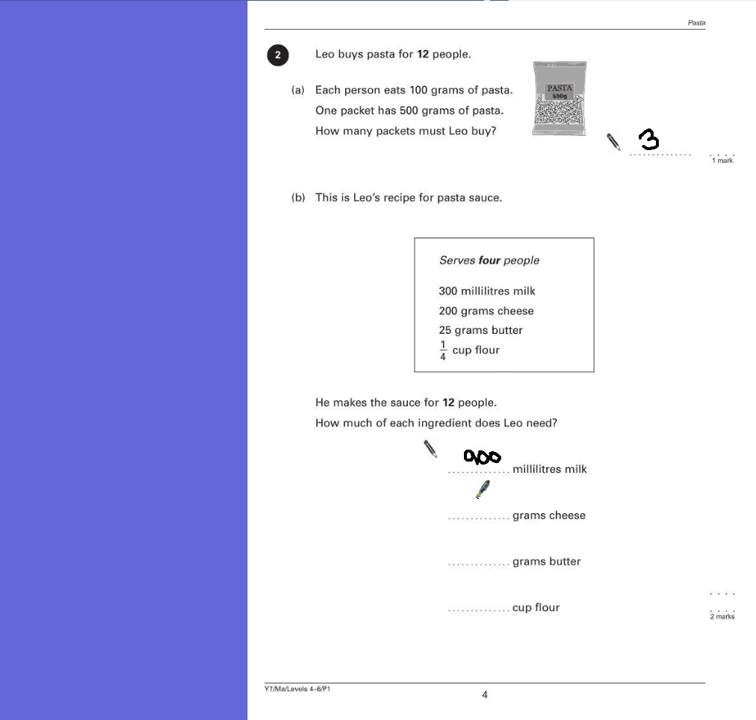 Pasta
2 Leo buys pasta for 12 people.
(a) Each person eats 100 grams of pasta.
One packet has 500 grams of pasta.
How many packets must Leo buy?
PASTA
500g
3
1 mark
(b) This is Leo's recipe for pasta sauce.
Serves four people
300 millilitres milk
200 grams cheese
25 grams butter
1/4 cup flour
He makes the sauce for 12 people.
How much of each ingredient does Leo need?
900 millilitres milk
grams cheese
grams butter
cup flour
2 marks
Y7/Ma/Levels 4–6/P1
4